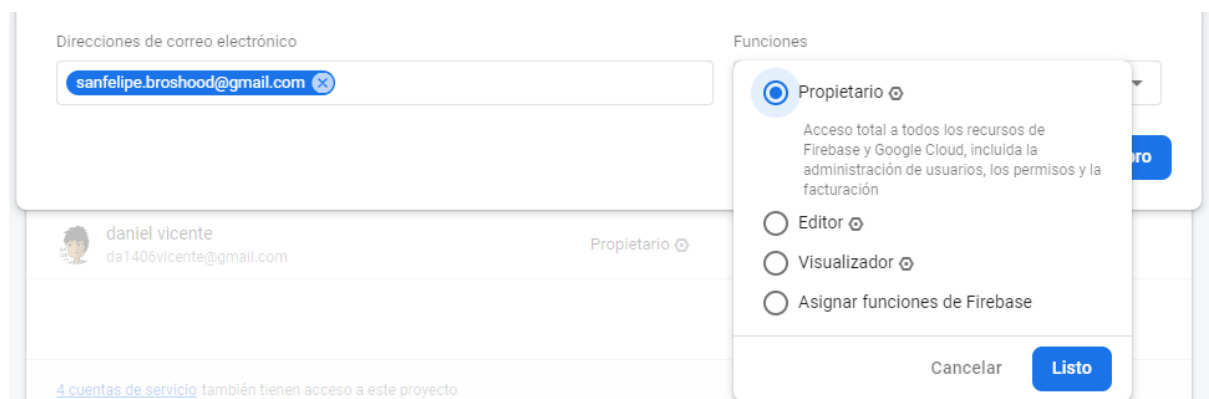 Direcciones de correo electrónico
Funciones
sanfelipe.broshood@gmail.com
Propietario
Acceso total a todos los recursos de
Firebase y Google Cloud, incluida la
administración de usuarios, los permisos y la
facturación
ro
Editor
Visualizador
Asignar funciones de Firebase
Cancelar
Listo
daniel vicente
da1406vicente@gmail.com
Propietario
4 cuentas de servicio también tienen acceso a este proyecto